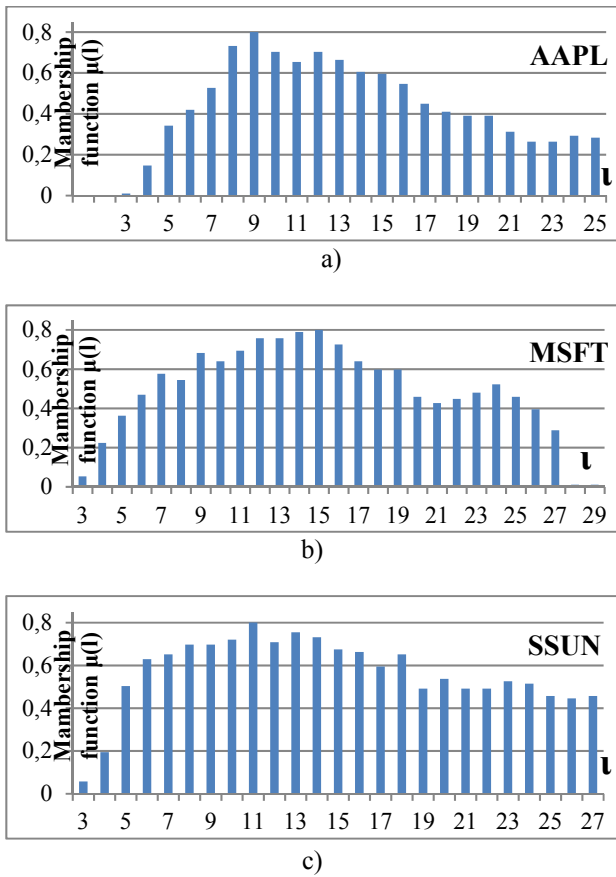 0,8
0,6
0,4
0,2
0
Mambership
function μ(l)
AAPL
ι
3 5 7 9 11 13 15 17 19 21 23 25
a)
0,8
0,6
0,4
0,2
0
Mambership
function μ(l)
MSFT
ι
3 5 7 9 11 13 15 17 19 21 23 25 27 29
b)
0,8
0,6
0,4
0,2
0
Mambership
function μ(l)
SSUN
ι
3 5 7 9 11 13 15 17 19 21 23 25 27
c)